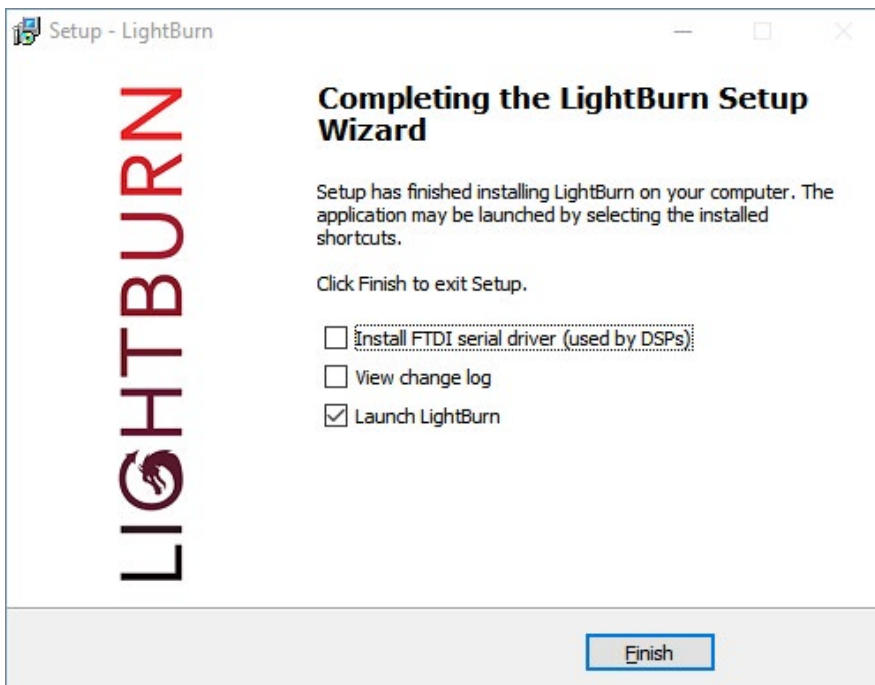 Setup - LightBurn
LIGHTBURN
Completing the LightBurn Setup
Wizard
Setup has finished installing LightBurn on your computer. The
application may be launched by selecting the installed
shortcuts.
Click Finish to exit Setup.
Install FTDI serial driver (used by DSPs)
View change log
Launch LightBurn
Finish